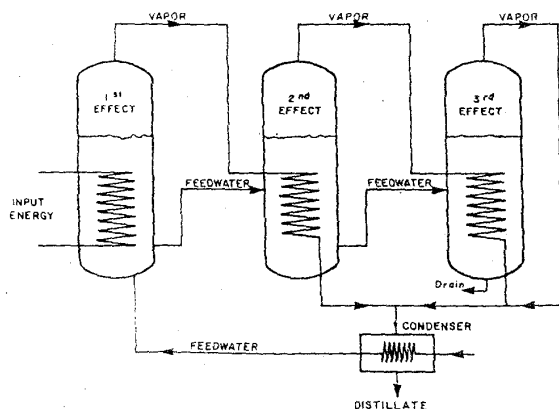 VAPOR
VAPOR
VAPOR
1st
EFFECT
2nd
EFFECT
3rd
EFFECT
INPUT
ENERGY
FEEDWATER
FEEDWATER
Drain
CONDENSER
FEEDWATER
DISTILLATE